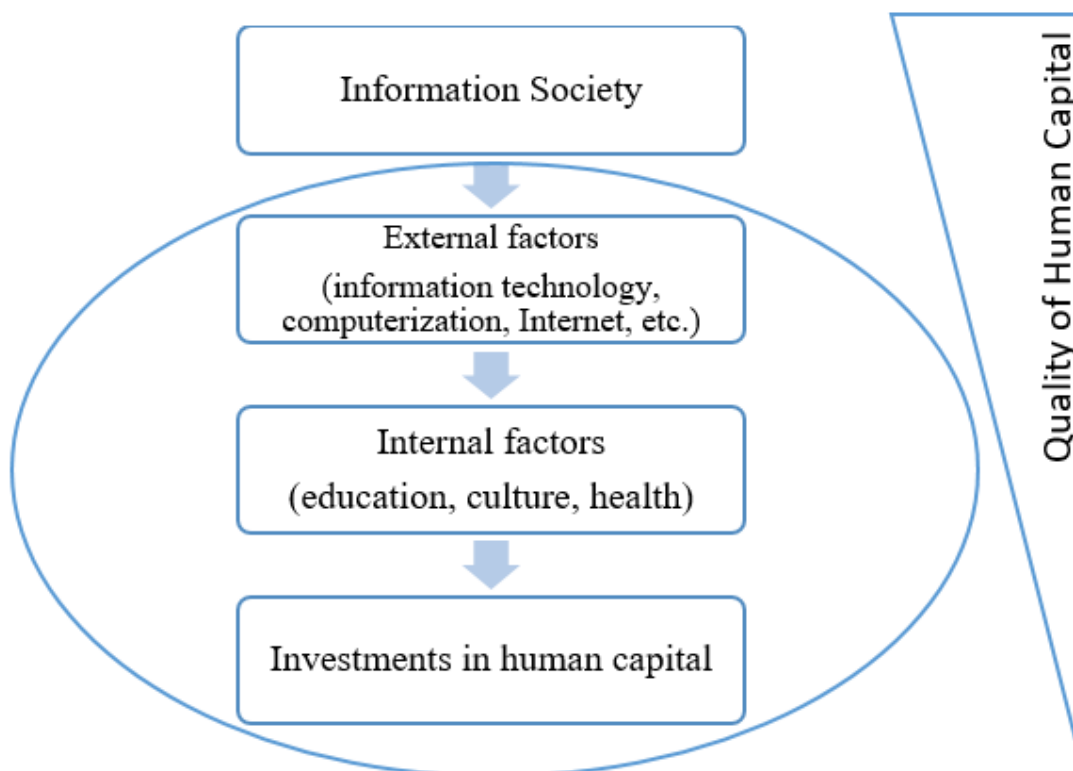 Information Society
External factors
(information technology,
computerization, Internet, etc.)
Internal factors
(education, culture, health)
Investments in human capital
Quality of Human Capital